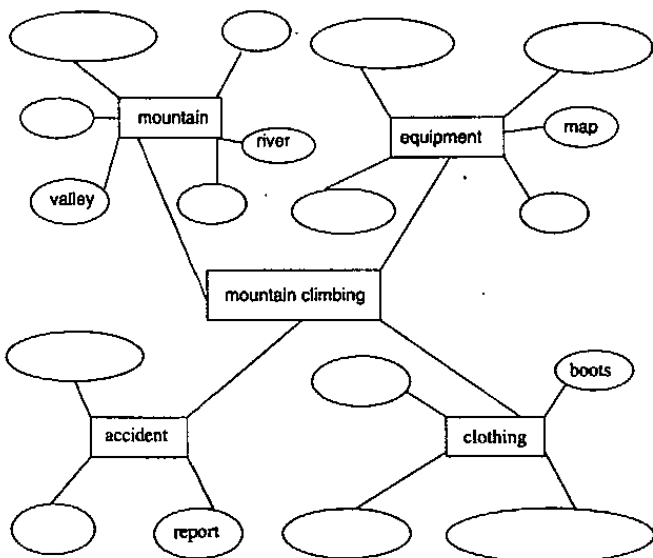 mountain
river
valley
equipment
map
mountain climbing
accident
report
clothing
boots